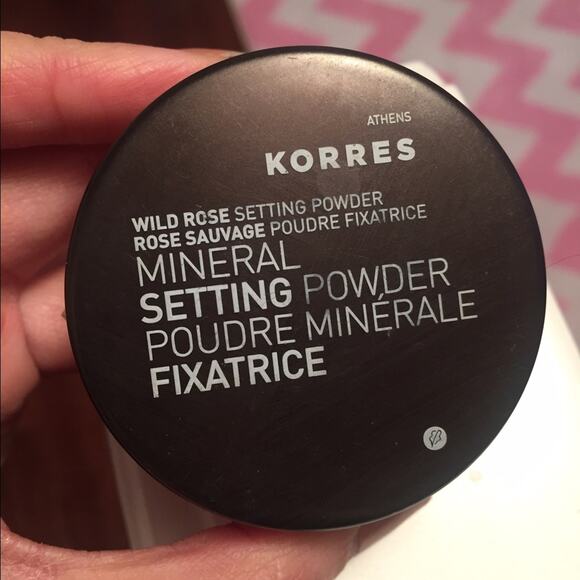 ATHENS
KORRES
WILD ROSE SETTING POWDER
ROSE SAUVAGE POUDRE FIXATRICE
MINERAL
SETTING POWDER
POUDRE MINÉRALE
FIXATRICE